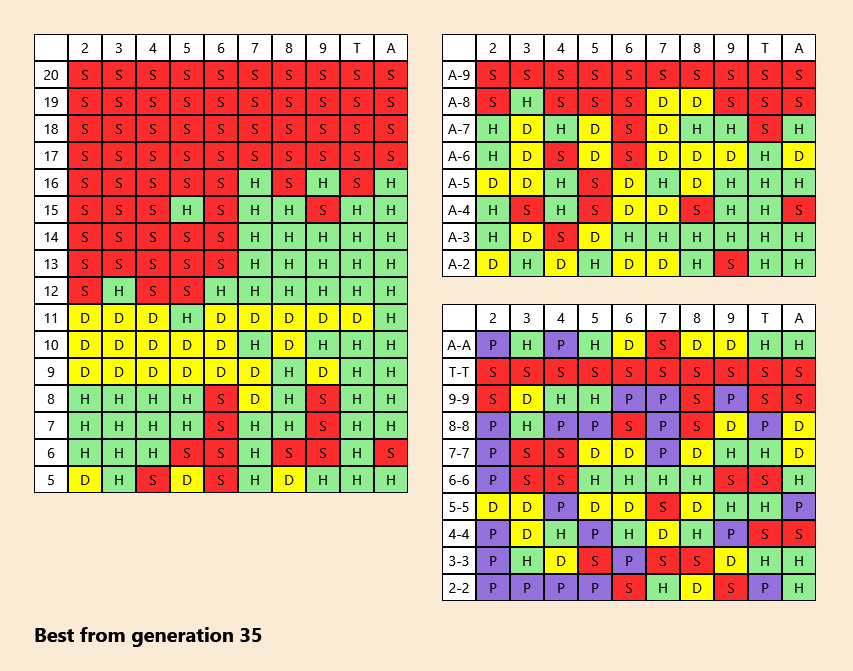 2 3 4 5 6 7 8 9 T A
20 S S S S S S S S S S
19 S S S S S S S S S S
18 S S S S S S S S S S
17 S S S S S S S S S S
16 S S S S S H S H S H
15 S S S H S H H S H H
14 S S S S S H H H H H
13 S S S S S H H H H H
12 S H S S H H H H H H
11 D D D H D D D D D H
10 D D D D D H D H H H
9 D D D D D D H D H H
8 H H H H S D H S H H
7 H H H H S H H S H H
6 H H H S S H S S H S
5 D H S D S H D H H H
2 3 4 5 6 7 8 9 T A
A-9 S S S S S S S S S S
A-8 S H S S S D D S S S
A-7 H D H D S D H H S H
A-6 H D S D S D D D H D
A-5 D D H S D H D H H H
A-4 H S H S D D S H H S
A-3 H D S D H H H H H H
A-2 D H D H D D H S H H
2 3 4 5 6 7 8 9 T A
A-A P H P H D S D D H H
T-T S S S S S S S S S S
9-9 S D H H P P S P S S
8-8 P H P P S P S D P D
7-7 P S S D D P D H H D
6-6 P S S H H H H S S H
5-5 D D P D D S D H H P
4-4 P D H P H D H P S S
3-3 P H D S P S S D H H
2-2 P P P P S H D S P H
Best from generation 35